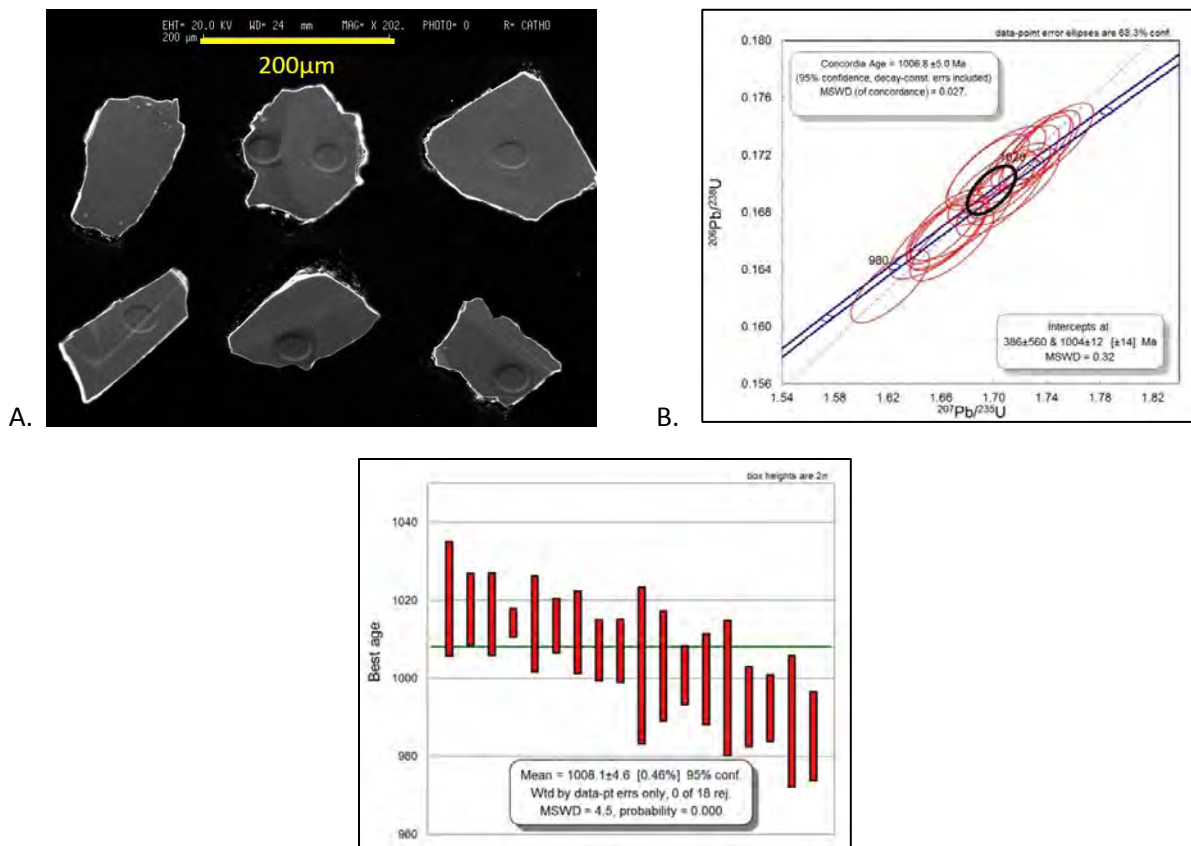 EHT= 20.0 KV WD= 24 mm MAG= X 202. PHOTO= 0 R= CATHO
200 µm
200µm
A.
data-point error ellipses are 68.3% conf.
Concordia Age = 1006.8 ±5.0 Ma
(95% confidence, decay-const. errs included)
MSWD (of concordance) = 0.027,
0.180
0.176
0.172
0.168
0.164
0.160
0.156
206Pb/238U
980
Intercepts at
386±560 & 1004±12 [±14] Ma
MSWD = 0.32
1.54 1.58 1.62 1.66 1.70 1.74 1.78 1.82
207Pb/235U
B.
box heights are 2σ
1040
1020
1000
980
960
Best age
Mean = 1008.1±4.6 [0.46%] 95% conf.
Wtd by data-pt errs only, 0 of 18 rej.
MSWD = 4.5, probability = 0.000